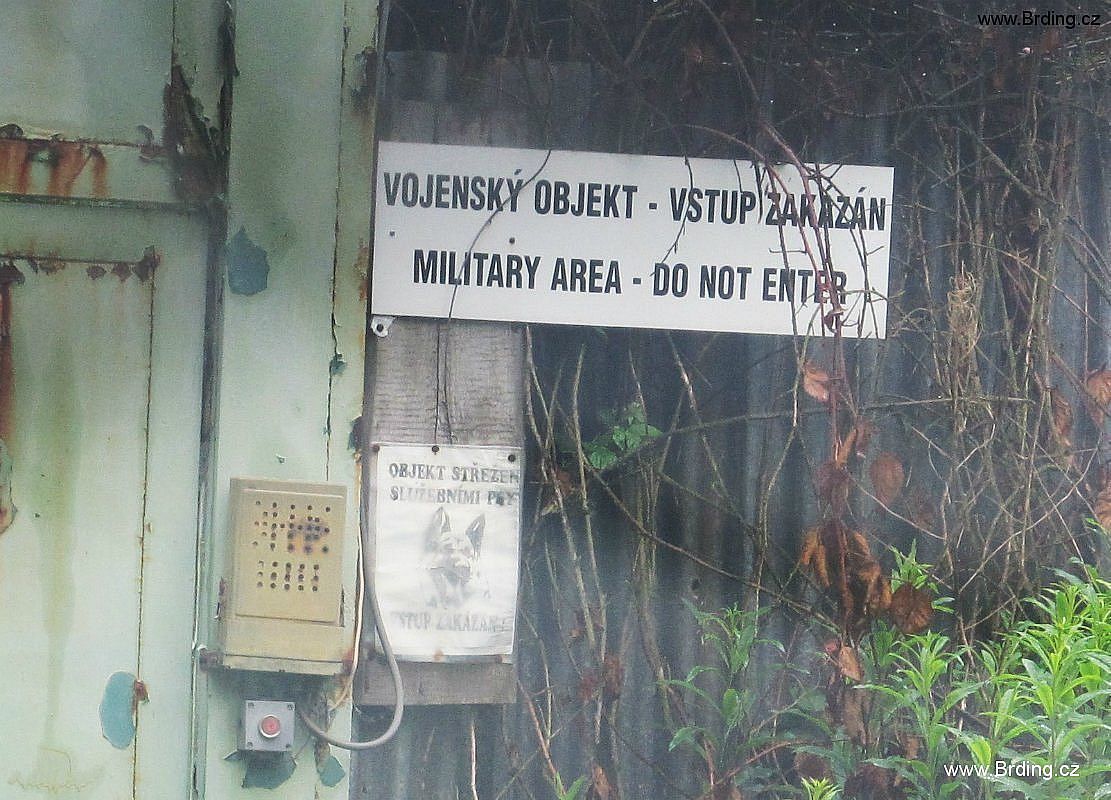 www.Brding.cz
VOJENSKÝ OBJEKT - VSTUP ZAKÁZÁN
MILITARY AREA - DO NOT ENTER
OBJEKT STŘEŽEN
SLUŽEBNÍMI PSY
VSTUP ZAKÁZÁN
www.Brding.cz